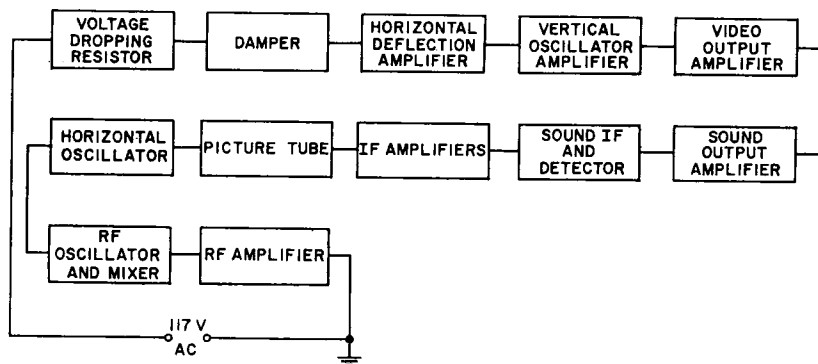 VOLTAGE
DROPPING
RESISTOR
DAMPER
HORIZONTAL
DEFLECTION
AMPLIFIER
VERTICAL
OSCILLATOR
AMPLIFIER
VIDEO
OUTPUT
AMPLIFIER
HORIZONTAL
OSCILLATOR
PICTURE TUBE
IF AMPLIFIERS
SOUND IF
AND
DETECTOR
SOUND
OUTPUT
AMPLIFIER
RF
OSCILLATOR
AND MIXER
RF AMPLIFIER
117 V
AC